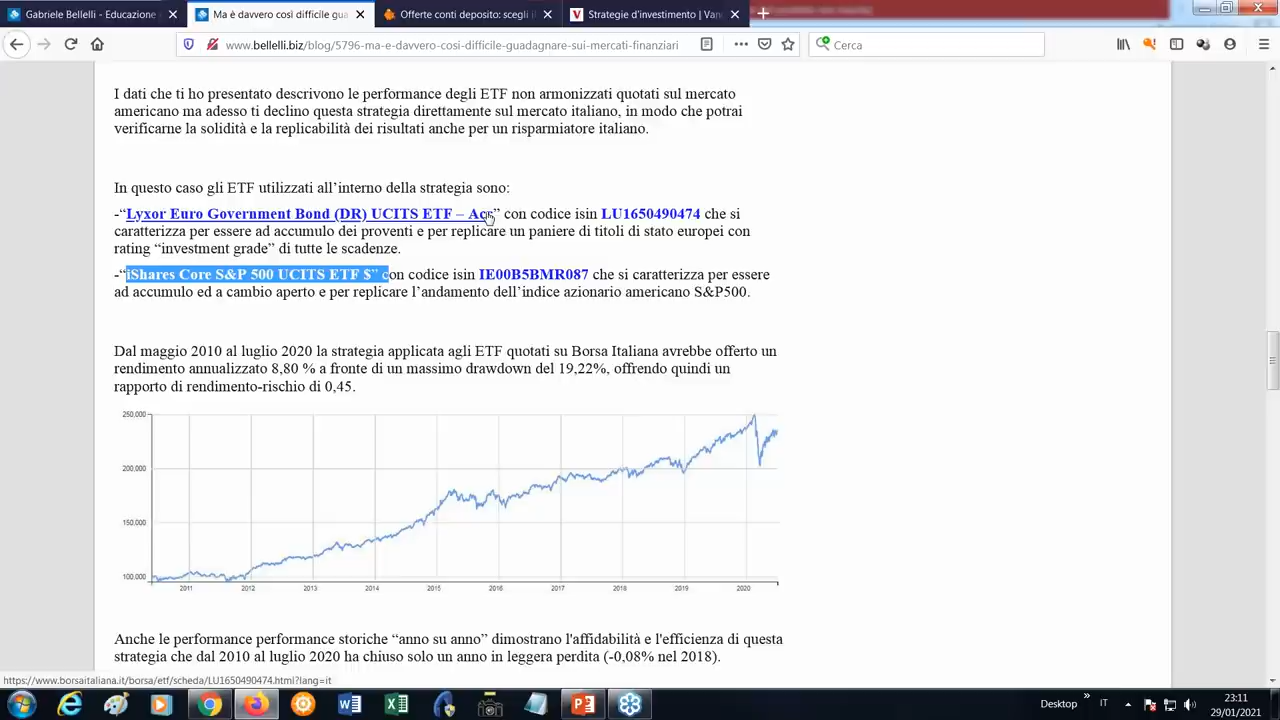 Gabriele Bellelli - Educazione
Ma è davvero così difficile gua
Offerte conti deposito: scegli i
Strategie d'investimento | Van
www.bellelli.biz/blog/5796-ma-e-davvero-cosi-difficile-guadagnare-sui-mercati-finanziari
Cerca
I dati che ti ho presentato descrivono le performance degli ETF non armonizzati quotati sul mercato
americano ma adesso ti declino questa strategia direttamente sul mercato italiano, in modo che potrai
verificarne la solidità e la replicabilità dei risultati anche per un risparmiatore italiano.
In questo caso gli ETF utilizzati all’interno della strategia sono:
-“Lyxor Euro Government Bond (DR) UCITS ETF – Acc” con codice isin LU1650490474 che si
caratterizza per essere ad accumulo dei proventi e per replicare un paniere di titoli di stato europei con
rating “investment grade” di tutte le scadenze.
-“iShares Core S&P 500 UCITS ETF $” con codice isin IE00B5BMR087 che si caratterizza per essere
ad accumulo ed a cambio aperto e per replicare l’andamento dell’indice azionario americano S&P500.
Dal maggio 2010 al luglio 2020 la strategia applicata agli ETF quotati su Borsa Italiana avrebbe offerto un
rendimento annualizzato 8,80 % a fronte di un massimo drawdown del 19,22%, offrendo quindi un
rapporto di rendimento-rischio di 0,45.
250,000
200,000
150,000
100,000
2011 2012 2013 2014 2015 2016 2017 2018 2019 2020
Anche le performance performance storiche “anno su anno” dimostrano l'affidabilità e l'efficienza di questa
strategia che dal 2010 al luglio 2020 ha chiuso solo un anno in leggera perdita (-0,08% nel 2018).
https://www.borsaitaliana.it/borsa/etf/scheda/LU1650490474.html?lang=it
Desktop
IT
23:11
29/01/2021